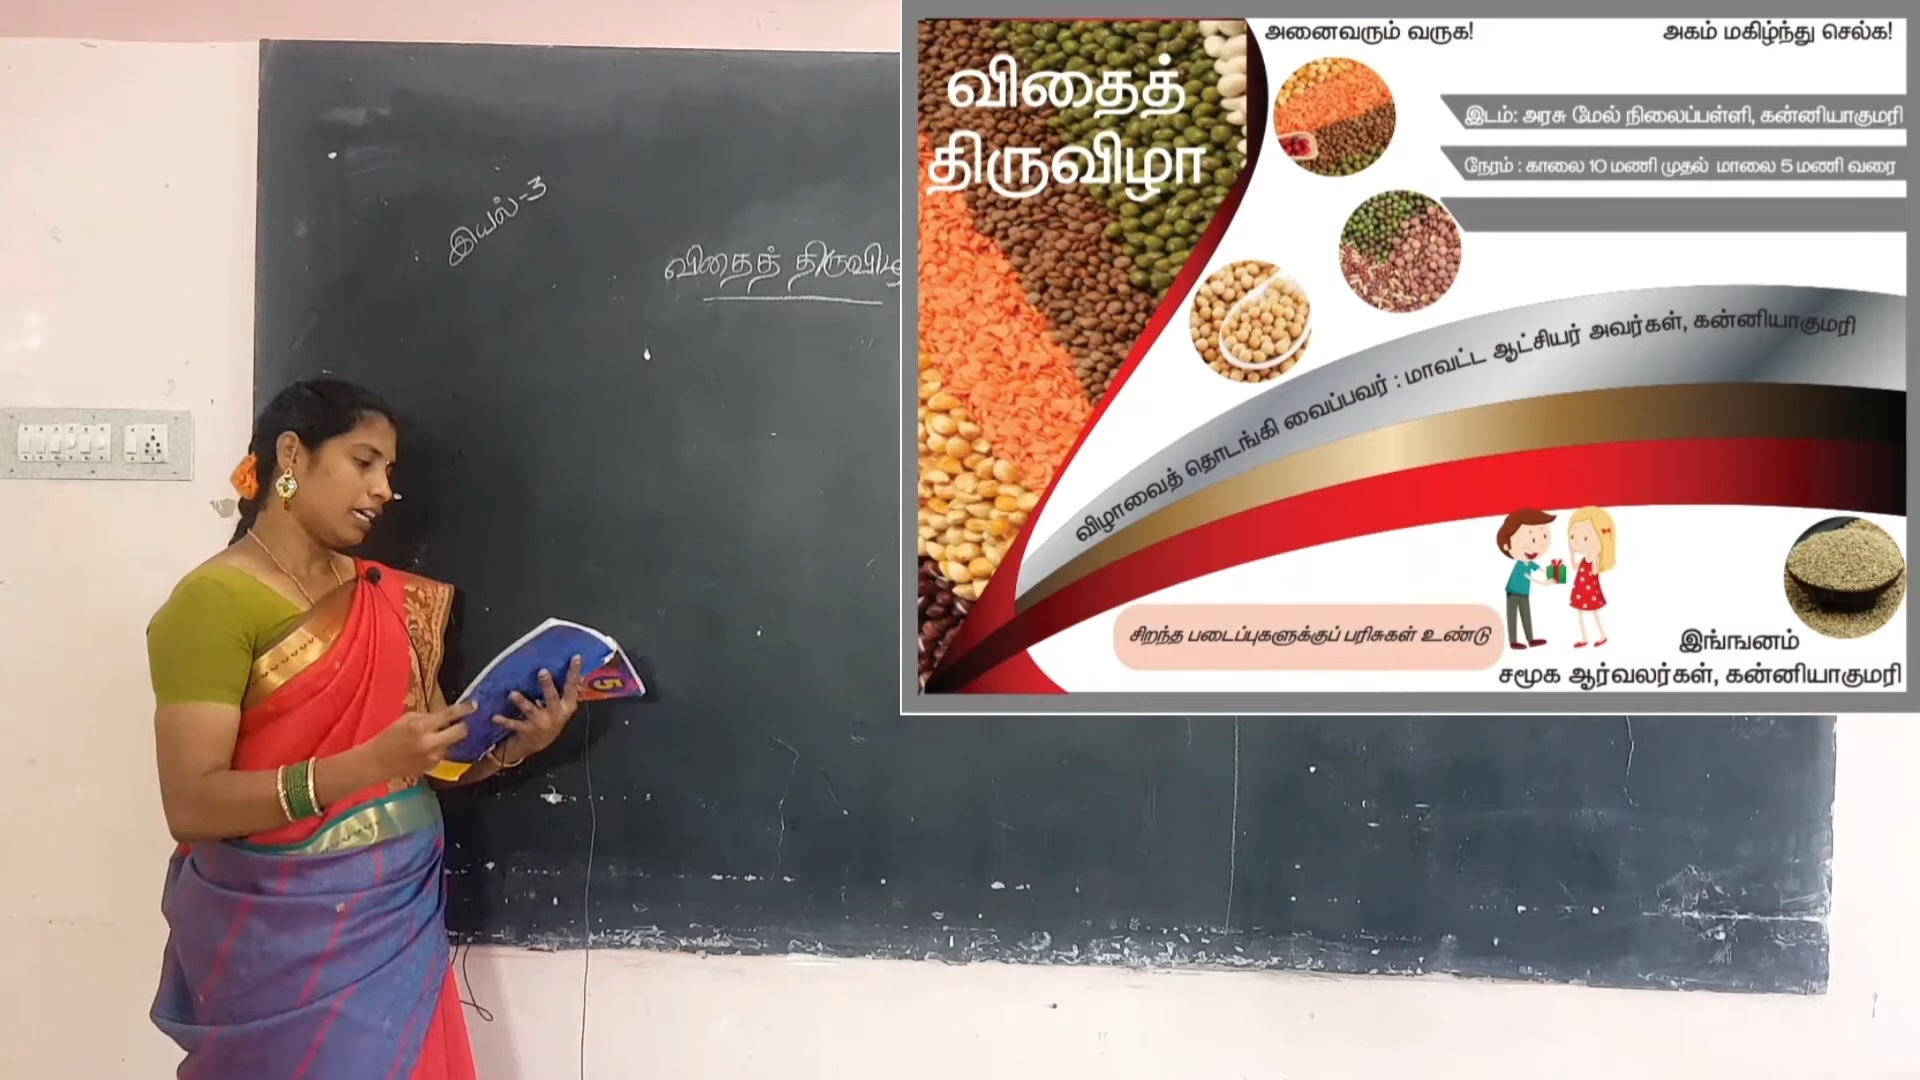 இயல்-3
விதைத் திருவிழ
5
அனைவரும் வருக!
அகம் மகிழ்ந்து செல்க!
விதைத்
திருவிழா
இடம்: அரசு மேல் நிலைப்பள்ளி, கன்னியாகுமரி
நேரம் : காலை 10 மணி முதல் மாலை 5 மணி வரை
விழாவைத் தொடங்கி வைப்பவர் : மாவட்ட ஆட்சியர் அவர்கள், கன்னியாகுமரி
சிறந்த படைப்புகளுக்குப் பரிசுகள் உண்டு
இங்ஙனம்
சமூக ஆர்வலர்கள், கன்னியாகுமரி